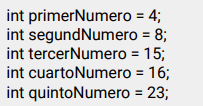 int primerNumero = 4;
int segundNumero = 8;
int tercerNumero = 15;
int cuartoNumero = 16;
int quintoNumero = 23;